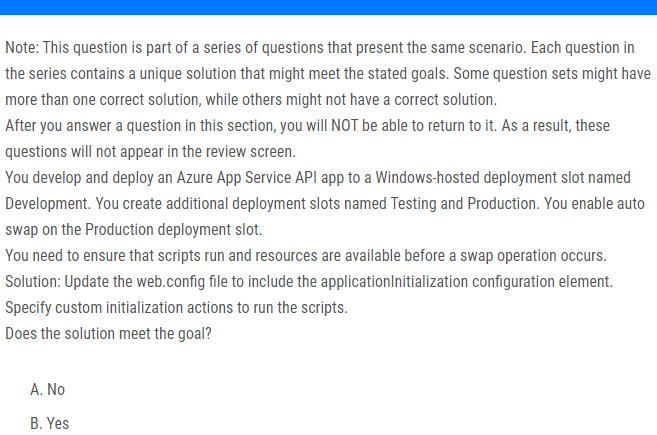 Note: This question is part of a series of questions that present the same scenario. Each question in
the series contains a unique solution that might meet the stated goals. Some question sets might have
more than one correct solution, while others might not have a correct solution.
After you answer a question in this section, you will NOT be able to return to it. As a result, these
questions will not appear in the review screen.
You develop and deploy an Azure App Service API app to a Windows-hosted deployment slot named
Development. You create additional deployment slots named Testing and Production. You enable auto
swap on the Production deployment slot.
You need to ensure that scripts run and resources are available before a swap operation occurs.
Solution: Update the web.config file to include the applicationInitialization configuration element.
Specify custom initialization actions to run the scripts.
Does the solution meet the goal?
A. No
B. Yes